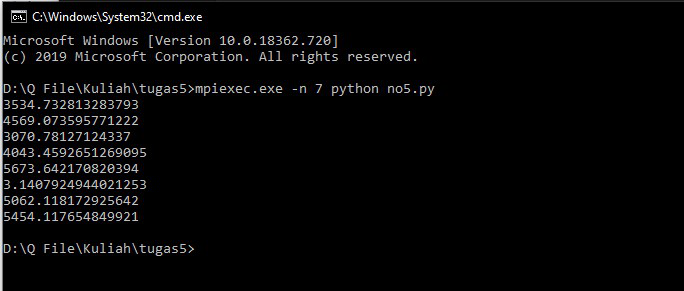 C:\Windows\System32\cmd.exe
Microsoft Windows [Version 10.0.18362.720]
(c) 2019 Microsoft Corporation. All rights reserved.
D:\Q File\Kuliah\tugas5>mpiexec.exe -n 7 python no5.py
3534.732813283793
4569.073595771222
3070.78127124337
4043.4592651269095
5673.642170820394
3.1407924944021253
5062.118172925642
5454.117654849921
D:\Q File\Kuliah\tugas5>